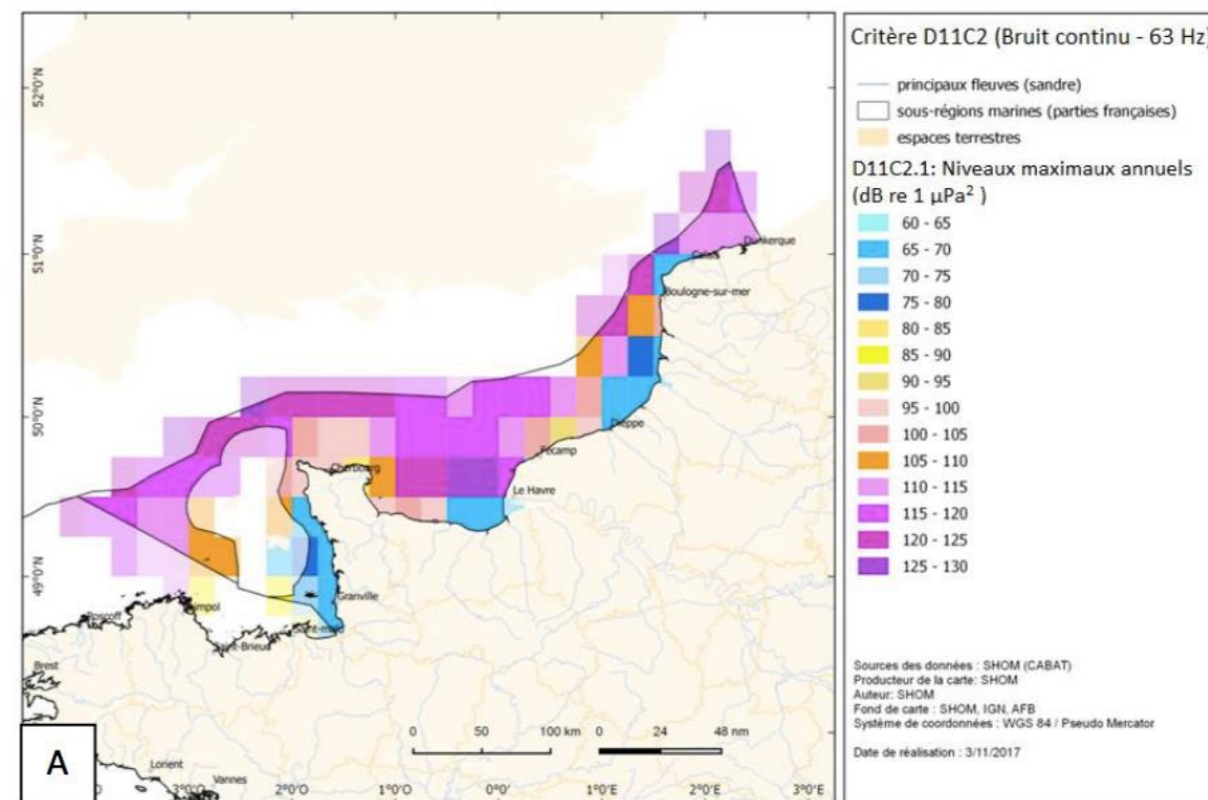 52°0'N
51°0'N
50°0'N
49°0'N
Dunkerque
Calais
Boulogne-sur-mer
Dieppe
Fécamp
Cherbourg
Le Havre
Granville
Saint-malo
Saint-Brieuc
Roscoff
Brest
Lorient
Vannes
A
0 50 100 km
0 24 48 nm
3°0'O
2°0'O
1°0'O
0°0'
1°0'E
2°0'E
3°0'E
Critère D11C2 (Bruit continu - 63 Hz)
principaux fleuves (sandre)
sous-régions marines (parties françaises)
espaces terrestres
D11C2.1: Niveaux maximaux annuels
(dB re 1 µPa² )
60 - 65
65 - 70
70 - 75
75 - 80
80 - 85
85 - 90
90 - 95
95 - 100
100 - 105
105 - 110
110 - 115
115 - 120
120 - 125
125 - 130
Sources des données : SHOM (CABAT)
Producteur de la carte: SHOM
Auteur: SHOM
Fond de carte : SHOM, IGN, AFB
Système de coordonnées : WGS 84 / Pseudo Mercator
Date de réalisation : 3/11/2017